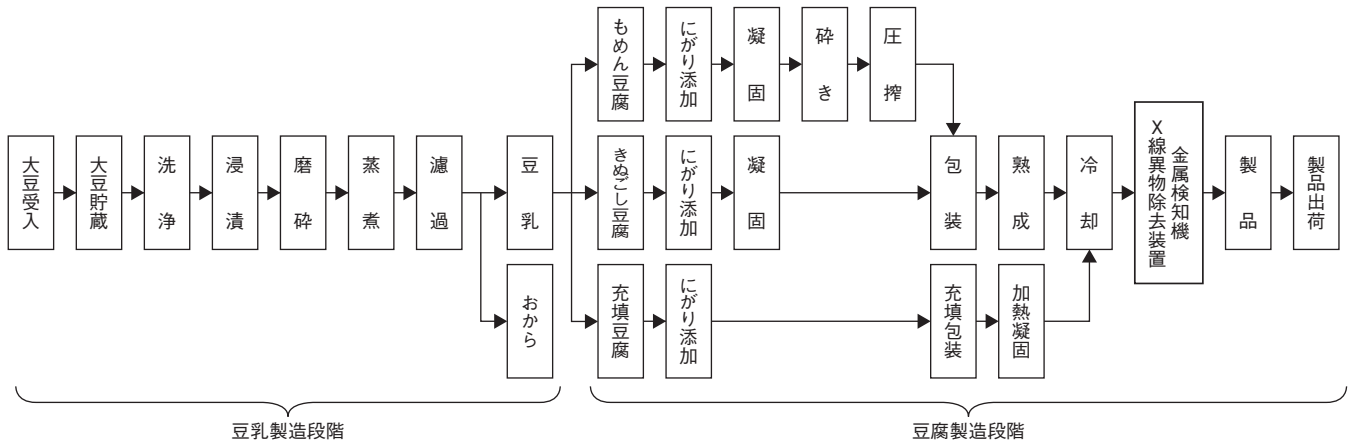 大豆受入
大豆貯蔵
洗浄
浸漬
磨砕
蒸煮
濾過
豆乳
おから
もめん豆腐
にがり添加
凝固
砕き
圧搾
きぬごし豆腐
にがり添加
凝固
包装
熟成
冷却
充填豆腐
にがり添加
充填包装
加熱凝固
金属検知機
X線異物除去装置
製品
製品出荷
豆乳製造段階
豆腐製造段階